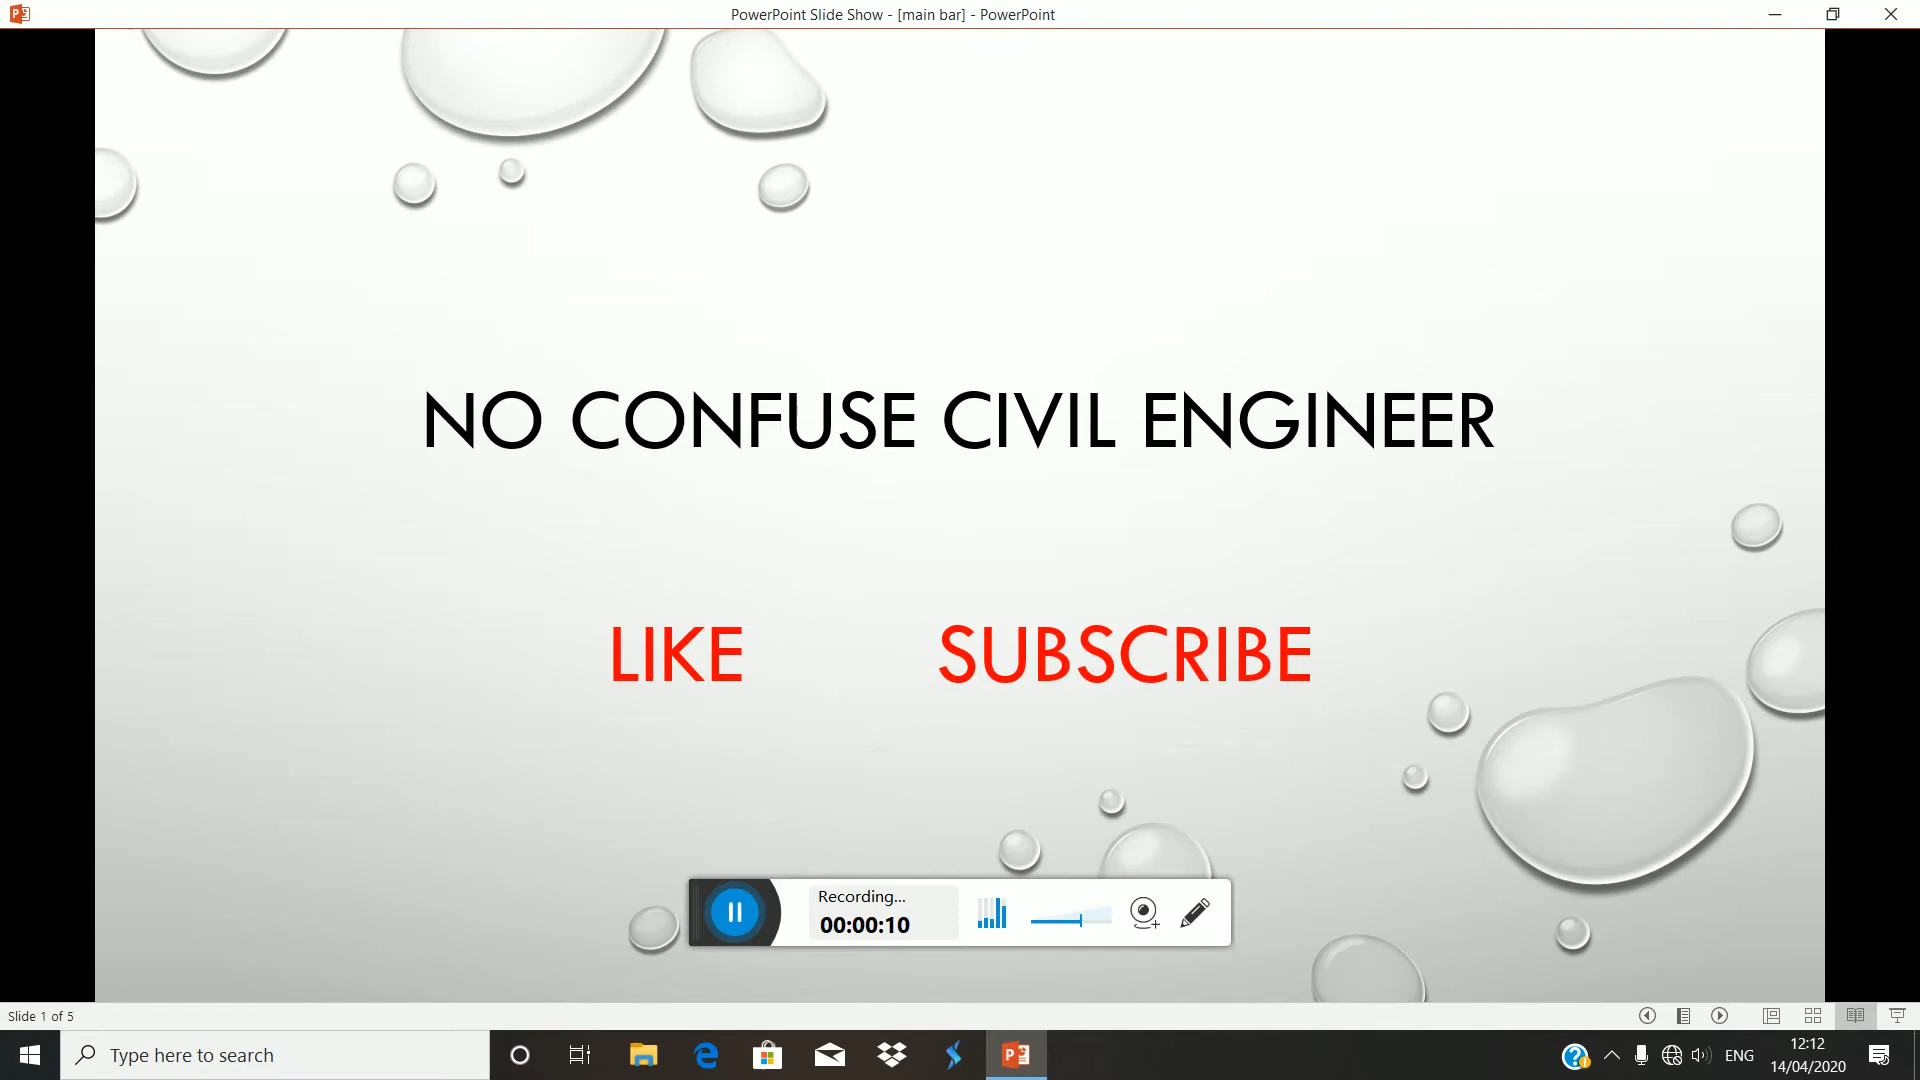 PowerPoint Slide Show - [main bar] - PowerPoint
NO CONFUSE CIVIL ENGINEER
LIKE SUBSCRIBE
Recording...
00:00:10
Slide 1 of 5
Type here to search
ENG
12:12
14/04/2020